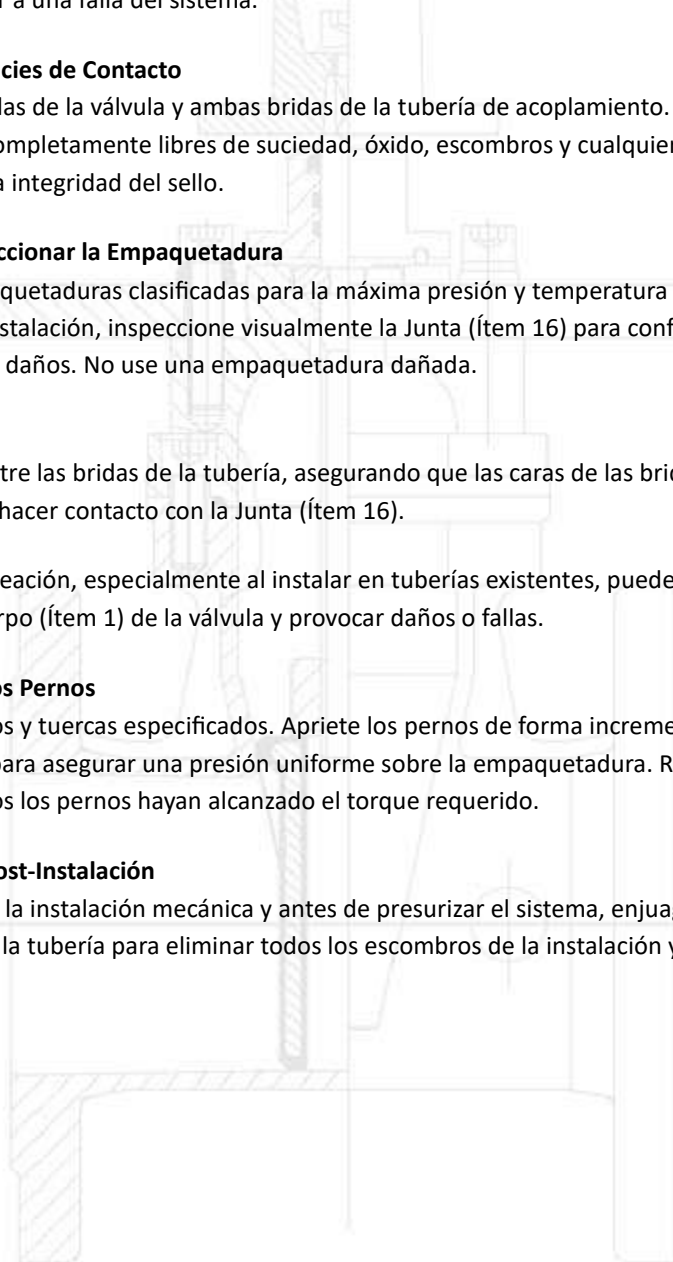 r a una falla del sistema.
cies de Contacto
las de la válvula y ambas bridas de la tubería de acoplamiento.
ompletamente libres de suciedad, óxido, escombros y cualquier
a integridad del sello.
ccionar la Empaquetadura
quetaduras clasificadas para la máxima presión y temperatura
stalación, inspeccione visualmente la Junta (Ítem 16) para conf
daños. No use una empaquetadura dañada.
tre las bridas de la tubería, asegurando que las caras de las brid
hacer contacto con la Junta (Ítem 16).
eación, especialmente al instalar en tuberías existentes, puede
rpo (Ítem 1) de la válvula y provocar daños o fallas.
os Pernos
os y tuercas especificados. Apriete los pernos de forma increme
para asegurar una presión uniforme sobre la empaquetadura. R
os los pernos hayan alcanzado el torque requerido.
ost-Instalación
la instalación mecánica y antes de presurizar el sistema, enjuag
la tubería para eliminar todos los escombros de la instalación y